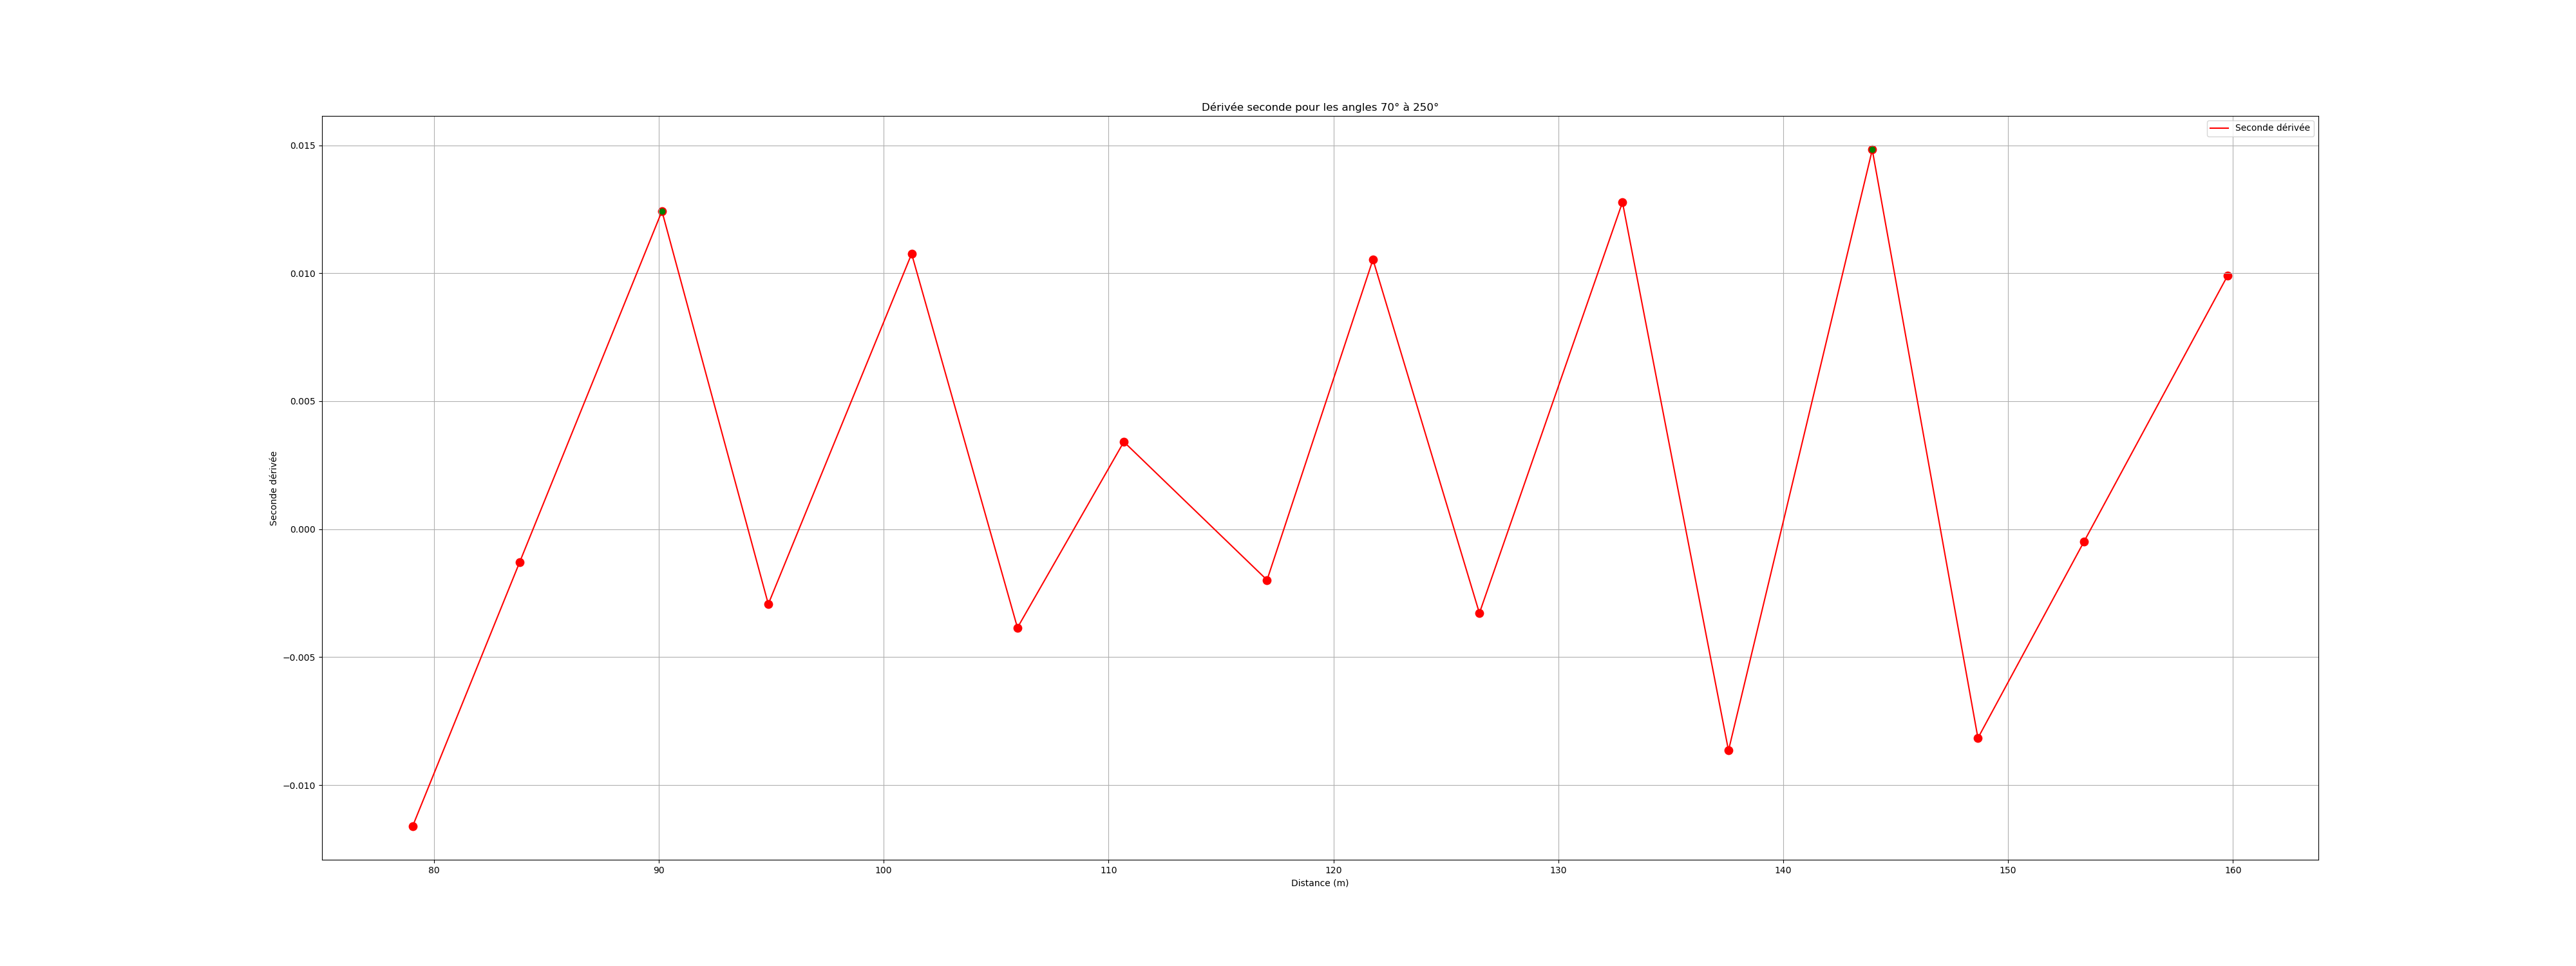 Dérivée seconde pour les angles 70° à 250°
Seconde dérivée
0.015
0.010
0.005
0.000
−0.005
−0.010
Seconde dérivée
80 90 100 110 120 130 140 150 160
Distance (m)